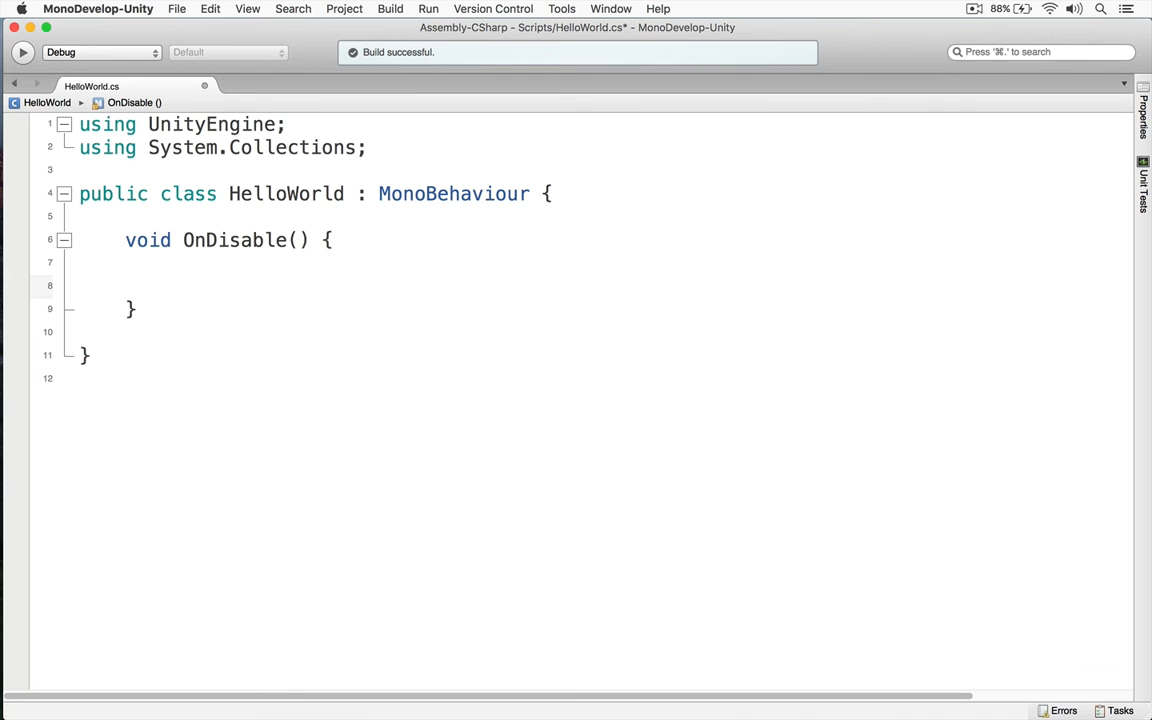 MonoDevelop-Unity File Edit View Search Project Build Run Version Control Tools Window Help 88%
Assembly-CSharp - Scripts/HelloWorld.cs* - MonoDevelop-Unity
Debug Default Build successful. Press '⌘.' to search
HelloWorld.cs
HelloWorld ▸ OnDisable ()
1 using UnityEngine;
2 using System.Collections;
3
4 public class HelloWorld : MonoBehaviour {
5
6 void OnDisable() {
7
8
9 }
10
11 }
12
Properties
Unit Tests
Errors Tasks